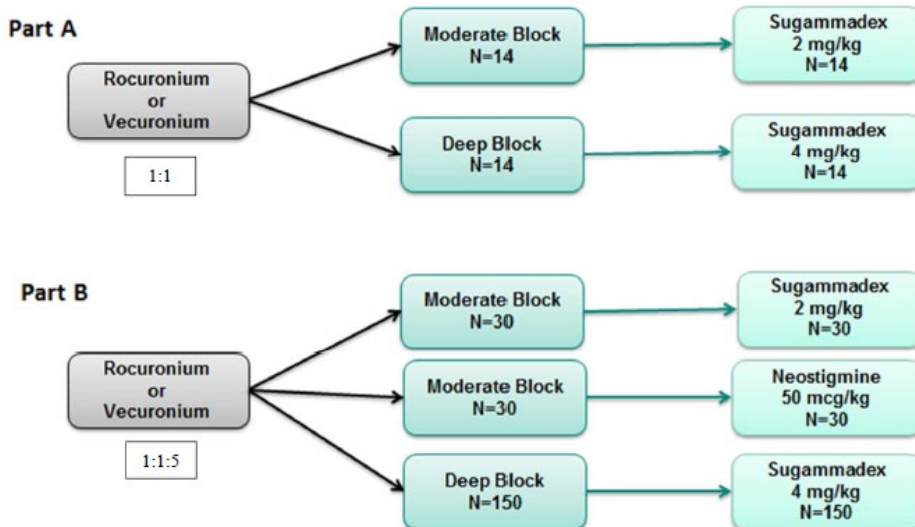 Part A
Rocuronium
or
Vecuronium
1:1
Moderate Block
N=14
Sugammadex
2 mg/kg
N=14
Deep Block
N=14
Sugammadex
4 mg/kg
N=14
Part B
Rocuronium
or
Vecuronium
1:1:5
Moderate Block
N=30
Sugammadex
2 mg/kg
N=30
Moderate Block
N=30
Neostigmine
50 mcg/kg
N=30
Deep Block
N=150
Sugammadex
4 mg/kg
N=150